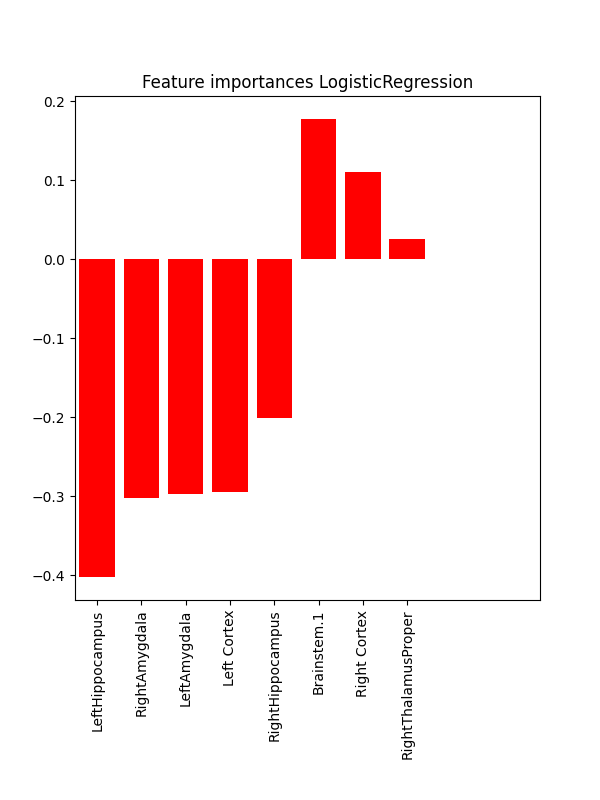 Feature importances LogisticRegression
0.2
0.1
0.0
−0.1
−0.2
−0.3
−0.4
LeftHippocampus
RightAmygdala
LeftAmygdala
Left Cortex
RightHippocampus
Brainstem.1
Right Cortex
RightThalamusProper